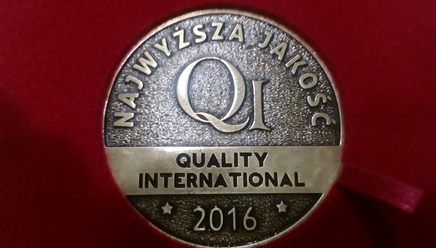 NAJWYŻSZA JAKOŚĆ
QI
QUALITY
INTERNATIONAL
2016